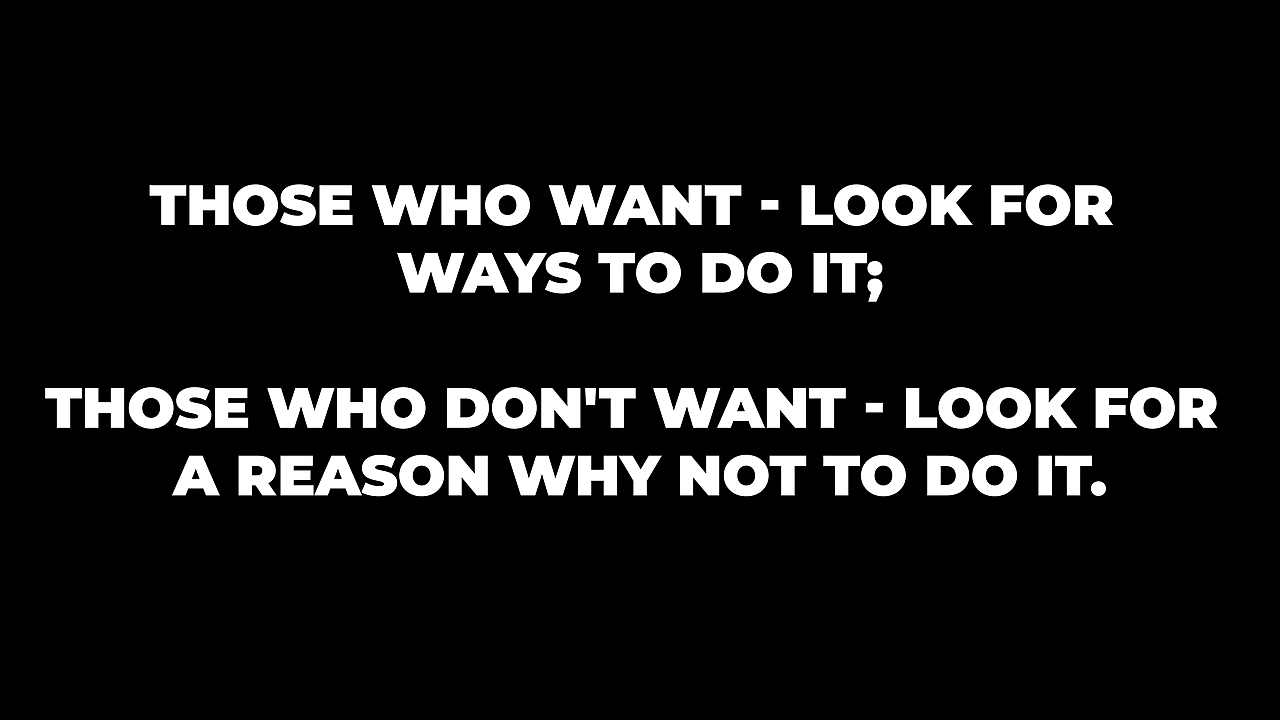 THOSE WHO WANT - LOOK FOR
WAYS TO DO IT;
THOSE WHO DON'T WANT - LOOK FOR
A REASON WHY NOT TO DO IT.